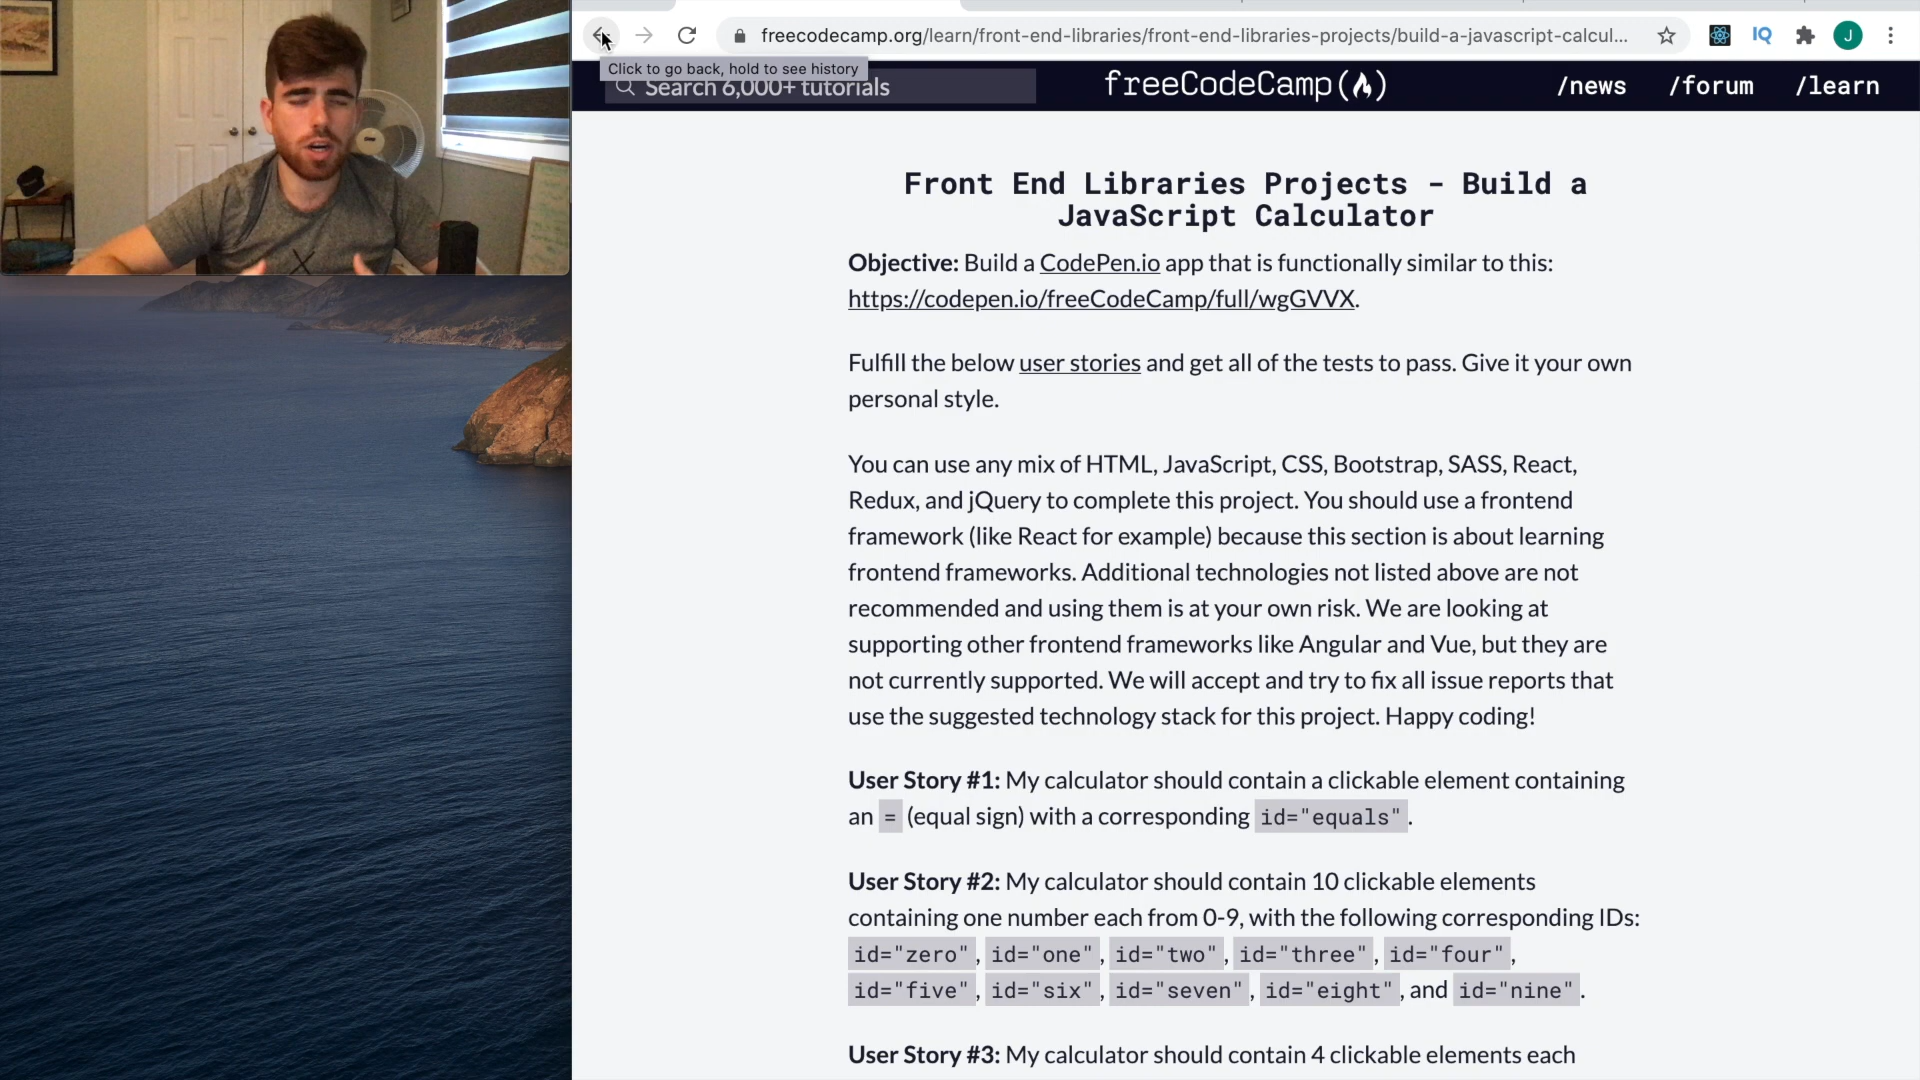 freecodecamp.org/learn/front-end-libraries/front-end-libraries-projects/build-a-javascript-calcul...
IQ
J
Click to go back, hold to see history
Search 6,000+ tutorials
freeCodeCamp
/news
/forum
/learn
Front End Libraries Projects - Build a
JavaScript Calculator
Objective: Build a CodePen.io app that is functionally similar to this:
https://codepen.io/freeCodeCamp/full/wgGVVX.
Fulfill the below user stories and get all of the tests to pass. Give it your own
personal style.
You can use any mix of HTML, JavaScript, CSS, Bootstrap, SASS, React,
Redux, and jQuery to complete this project. You should use a frontend
framework (like React for example) because this section is about learning
frontend frameworks. Additional technologies not listed above are not
recommended and using them is at your own risk. We are looking at
supporting other frontend frameworks like Angular and Vue, but they are
not currently supported. We will accept and try to fix all issue reports that
use the suggested technology stack for this project. Happy coding!
User Story #1: My calculator should contain a clickable element containing
an = (equal sign) with a corresponding id="equals".
User Story #2: My calculator should contain 10 clickable elements
containing one number each from 0-9, with the following corresponding IDs:
id="zero", id="one", id="two", id="three", id="four",
id="five", id="six", id="seven", id="eight", and id="nine".
User Story #3: My calculator should contain 4 clickable elements each